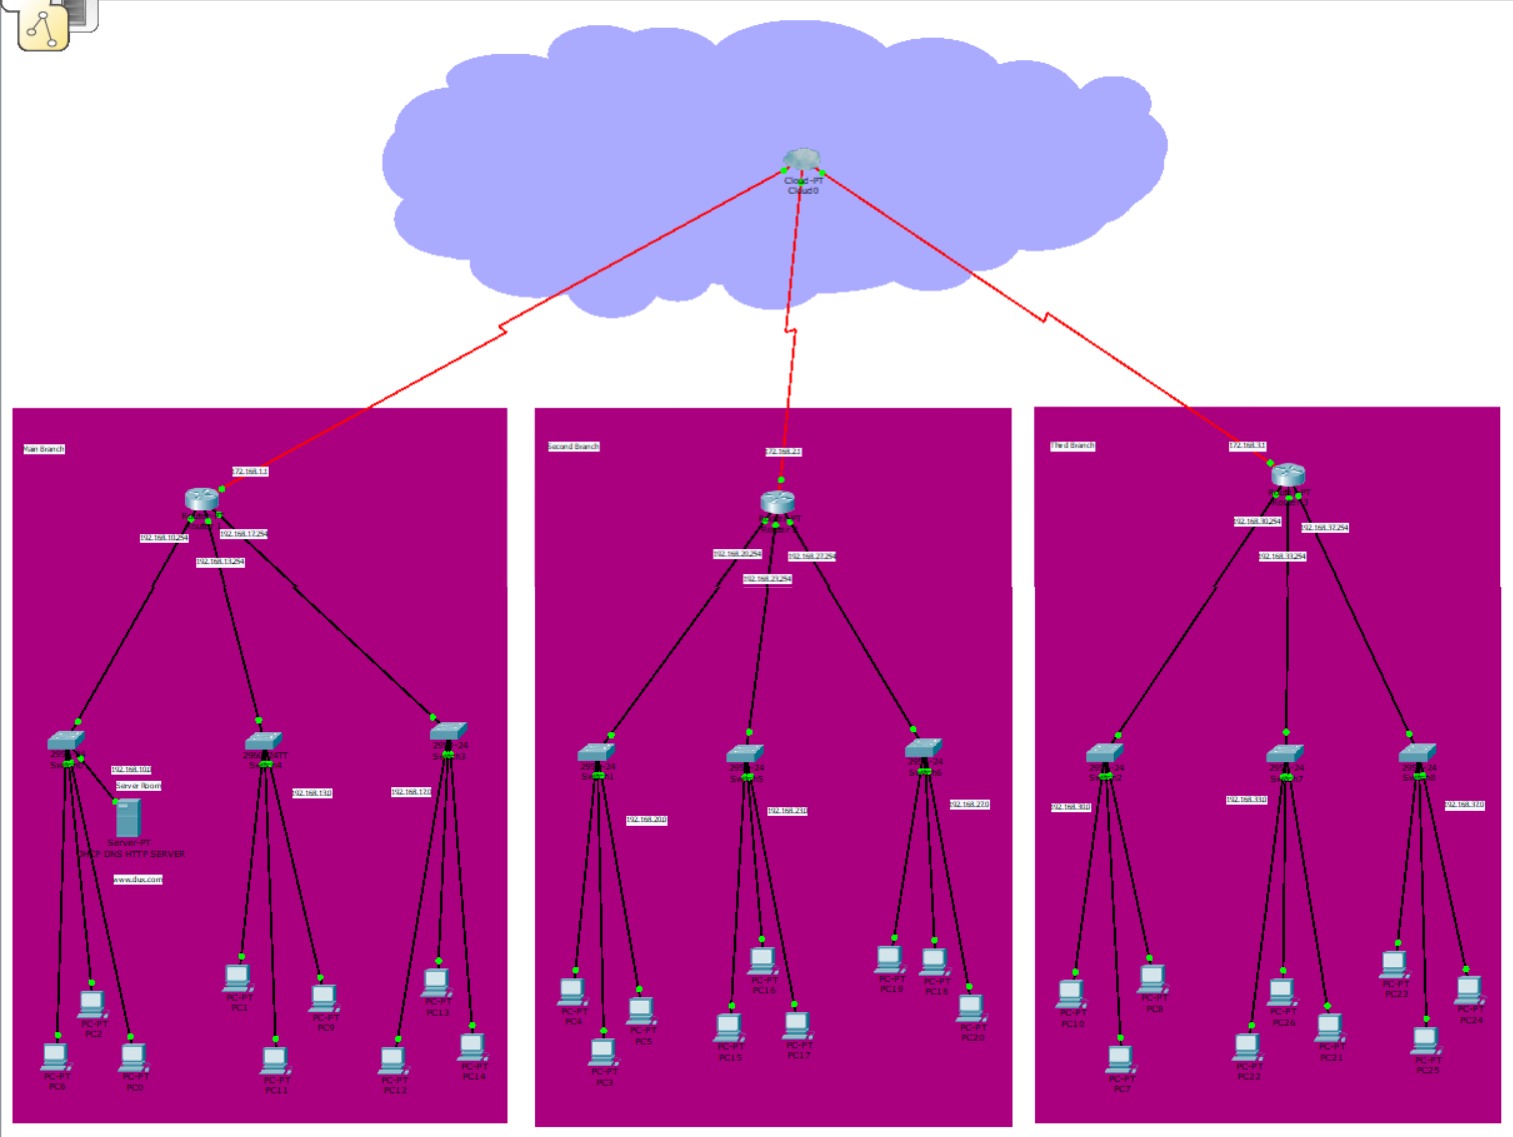 Cloud-PT
Cloud0
Main Branch
172.168.1.1
192.168.10.254
192.168.17.254
192.168.13.254
192.168.10.0
Server Room
Server-PT
DHCP DNS HTTP SERVER
www.dux.com
192.168.13.0
192.168.17.0
PC-PT
PC6
PC-PT
PC2
PC-PT
PC0
PC-PT
PC1
PC-PT
PC11
PC-PT
PC9
PC-PT
PC12
PC-PT
PC13
PC-PT
PC14
Second Branch
172.168.2.1
192.168.20.254
192.168.27.254
192.168.23.254
192.168.20.0
192.168.23.0
192.168.27.0
PC-PT
PC4
PC-PT
PC3
PC-PT
PC5
PC-PT
PC15
PC-PT
PC16
PC-PT
PC17
PC-PT
PC19
PC-PT
PC18
PC-PT
PC20
Third Branch
172.168.3.1
192.168.30.254
192.168.37.254
192.168.33.254
192.168.30.0
192.168.33.0
192.168.37.0
PC-PT
PC10
PC-PT
PC7
PC-PT
PC8
PC-PT
PC22
PC-PT
PC26
PC-PT
PC21
PC-PT
PC23
PC-PT
PC25
PC-PT
PC24